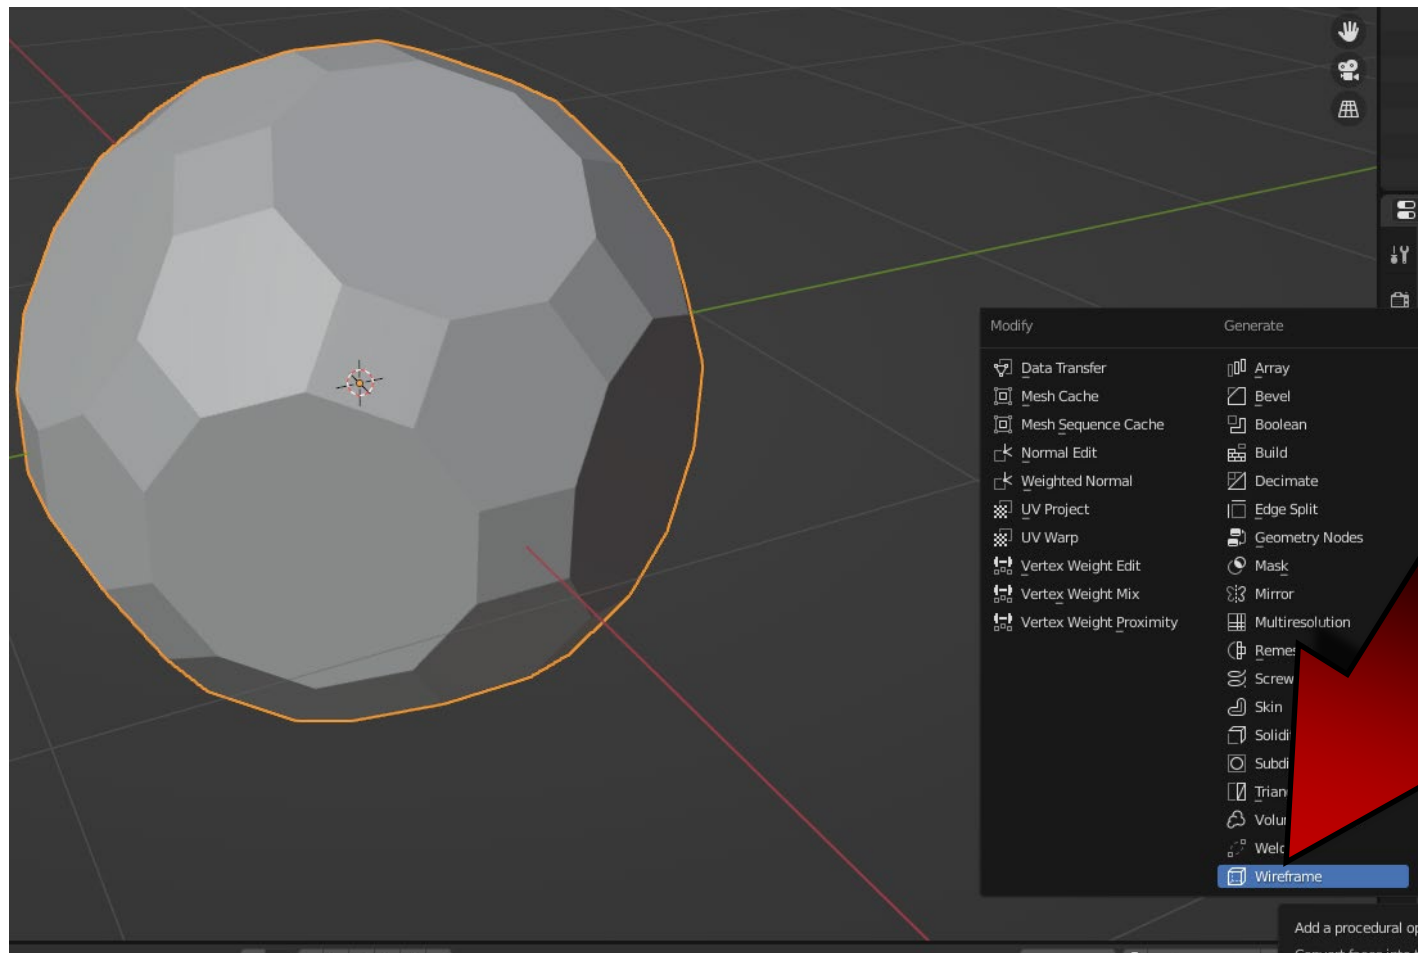 Modify
Data Transfer
Mesh Cache
Mesh Sequence Cache
Normal Edit
Weighted Normal
UV Project
UV Warp
Vertex Weight Edit
Vertex Weight Mix
Vertex Weight Proximity
Generate
Array
Bevel
Boolean
Build
Decimate
Edge Split
Geometry Nodes
Mask
Mirror
Multiresolution
Screw
Skin
Wireframe
Add a procedural